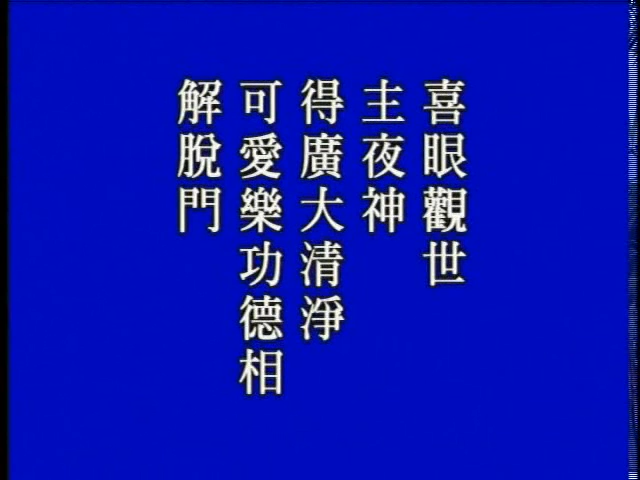 喜眼觀世
主夜神
得廣大清淨
可愛樂功德相
解脫門